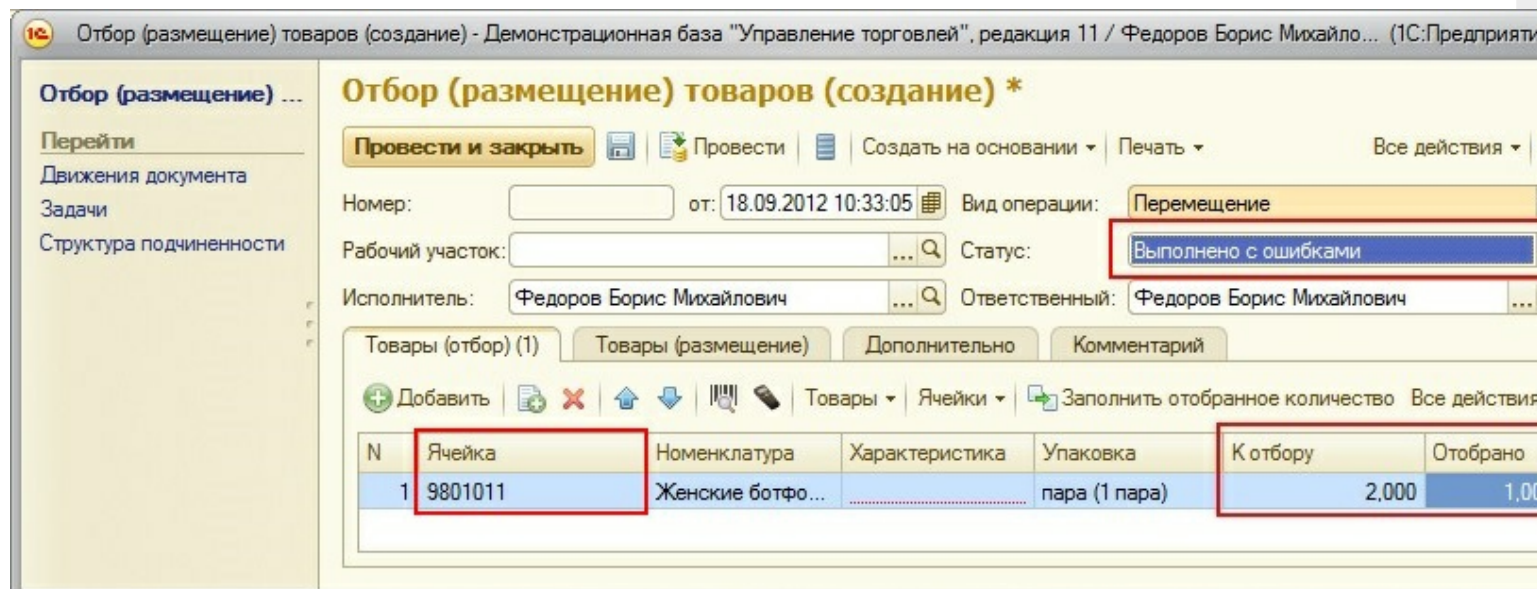 1С Отбор (размещение) товаров (создание) - Демонстрационная база "Управление торговлей", редакция 11 / Федоров Борис Михайло... (1С:Предприяти
Отбор (размещение) ...
Перейти
Движения документа
Задачи
Структура подчиненности
Отбор (размещение) товаров (создание) *
Провести и закрыть Провести Создать на основании Печать Все действия
Номер: от: 18.09.2012 10:33:05 Вид операции: Перемещение
Рабочий участок: ... Статус: Выполнено с ошибками
Исполнитель: Федоров Борис Михайлович ... Ответственный: Федоров Борис Михайлович ...
Товары (отбор) (1) Товары (размещение) Дополнительно Комментарий
Добавить Товары Ячейки Заполнить отобранное количество Все действия
N Ячейка Номенклатура Характеристика Упаковка К отбору Отобрано
1 9801011 Женские ботфо... пара (1 пара) 2,000 1,00